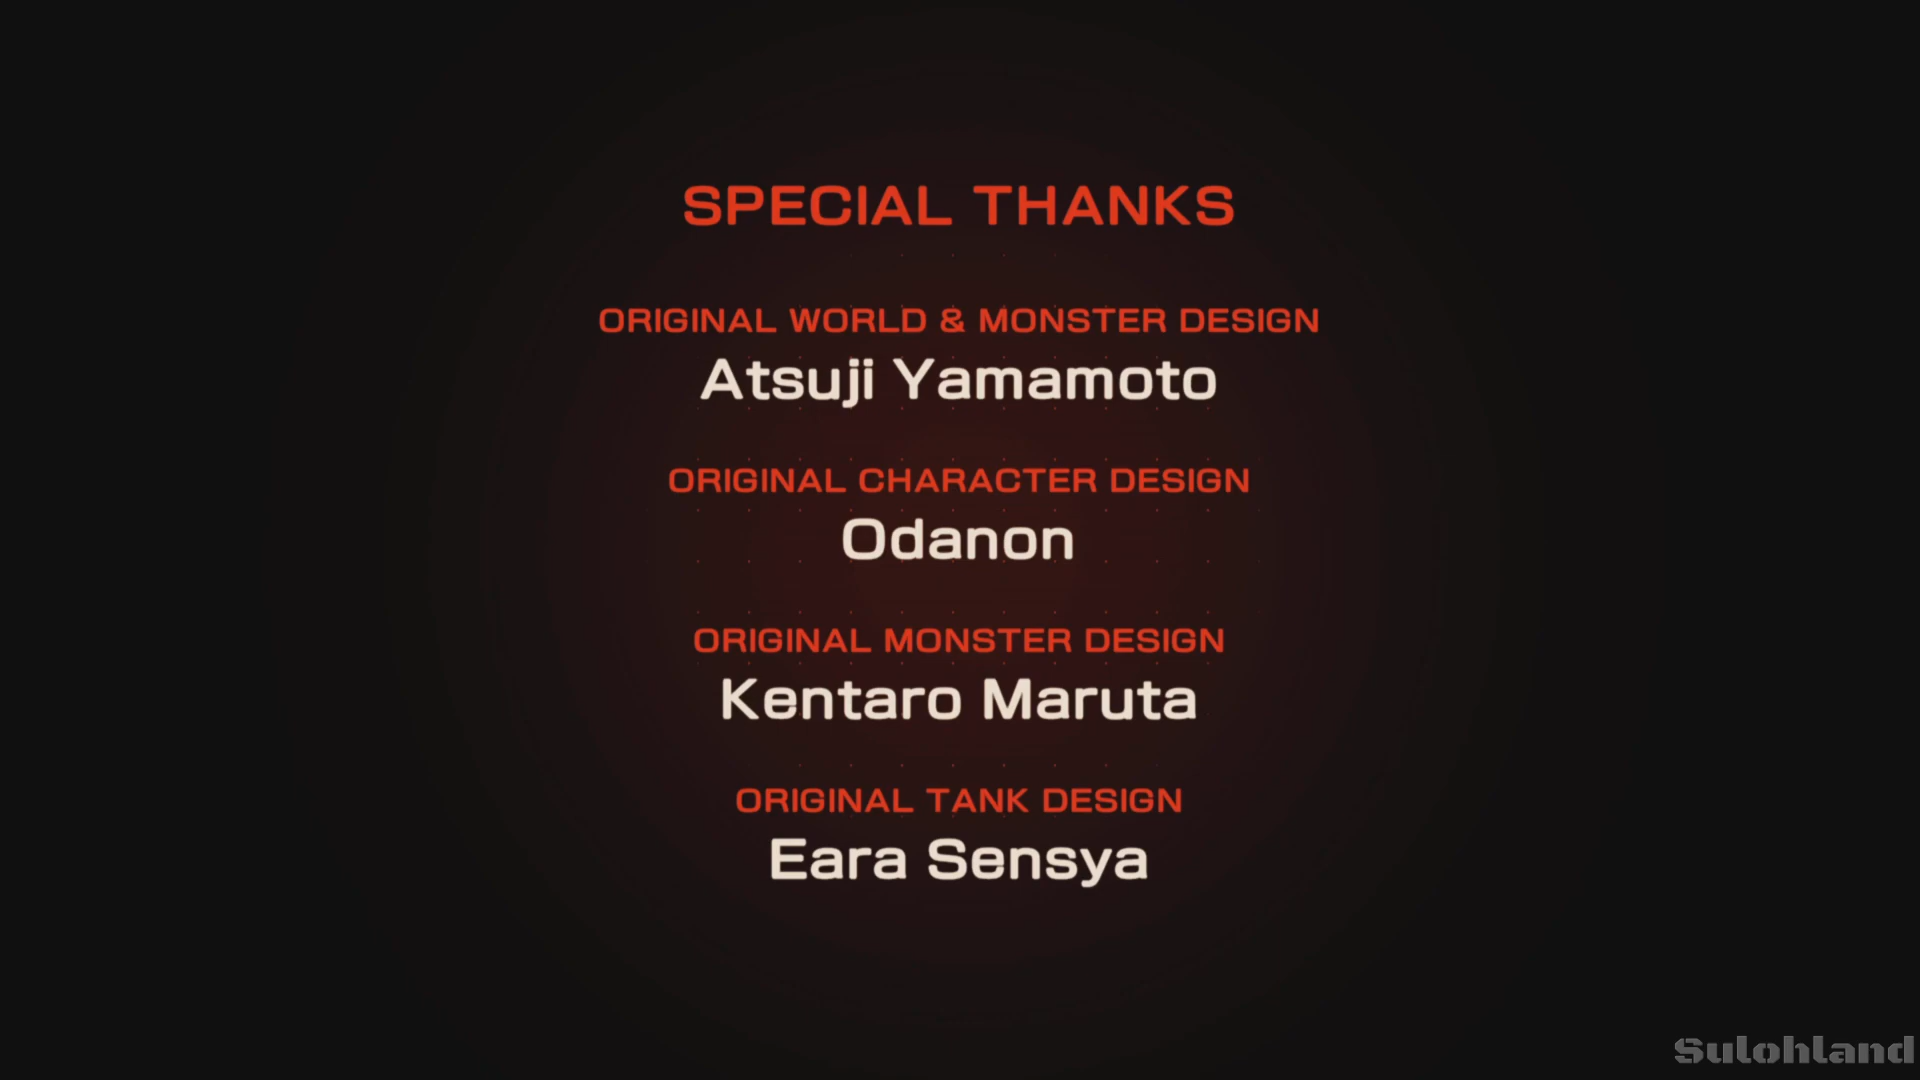 SPECIAL THANKS
ORIGINAL WORLD & MONSTER DESIGN
Atsuji Yamamoto
ORIGINAL CHARACTER DESIGN
Odanon
ORIGINAL MONSTER DESIGN
Kentaro Maruta
ORIGINAL TANK DESIGN
Eara Sensya
Sulohland